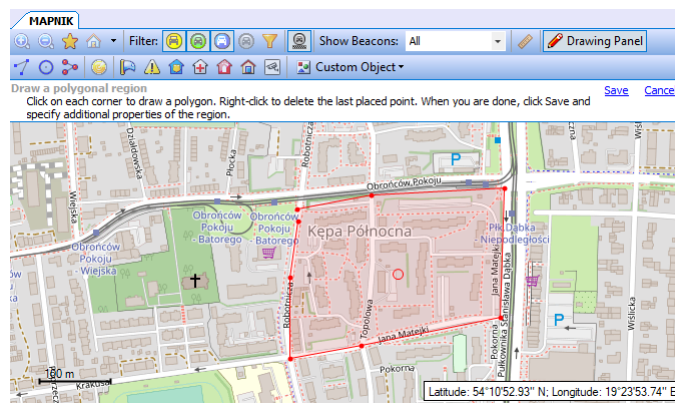 MAPNIK
Filter: Show Beacons: All Drawing Panel
Custom Object
Draw a polygonal region Save Cance
Click on each corner to draw a polygon. Right-click to delete the last placed point. When you are done, click Save and
specify additional properties of the region.
Działdowska
Płocka
Robotnicza
Wiejska
P
Obrońców Pokoju
Obrońców
Pokoju
- Batorego
Obrońców
Pokoju
- Batorego
Kępa Północna
Płk. Dąbka
- Niepodległości
Obrońców
Pokoju
- Wiejska
Robotnicza
Topolowa
Jana Matejki
Jana Matejki
Pułkownika Stanisława Dąbka
Wiślicka
P
Pokorna
Pokorna
100 m
Krakus
Latitude: 54°10'52.93" N; Longitude: 19°23'53.74" E